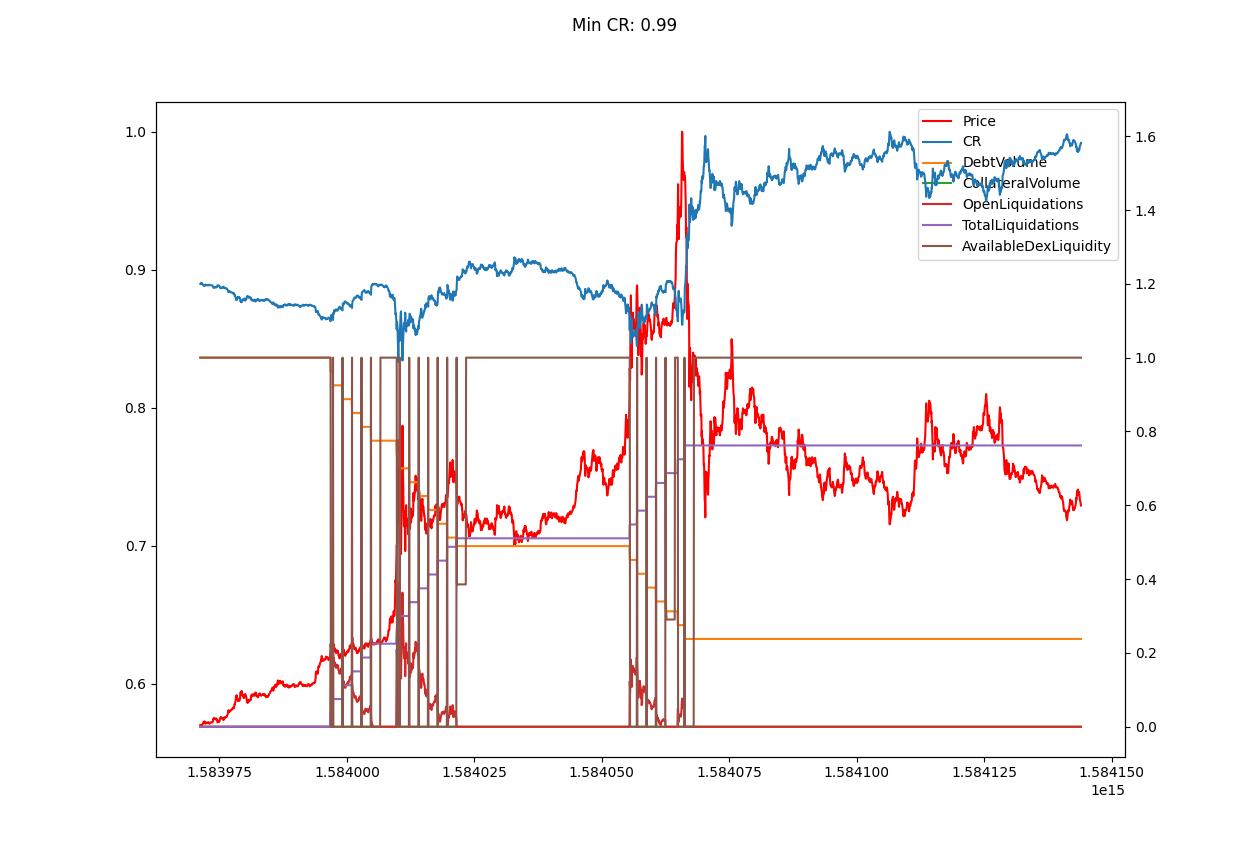 Min CR: 0.99
1.0
0.9
0.8
0.7
0.6
1.6
1.4
1.2
1.0
0.8
0.6
0.4
0.2
0.0
Price
CR
DebtVolume
CollateralVolume
OpenLiquidations
TotalLiquidations
AvailableDexLiquidity
1.583975 1.584000 1.584025 1.584050 1.584075 1.584100 1.584125 1.584150
1e15